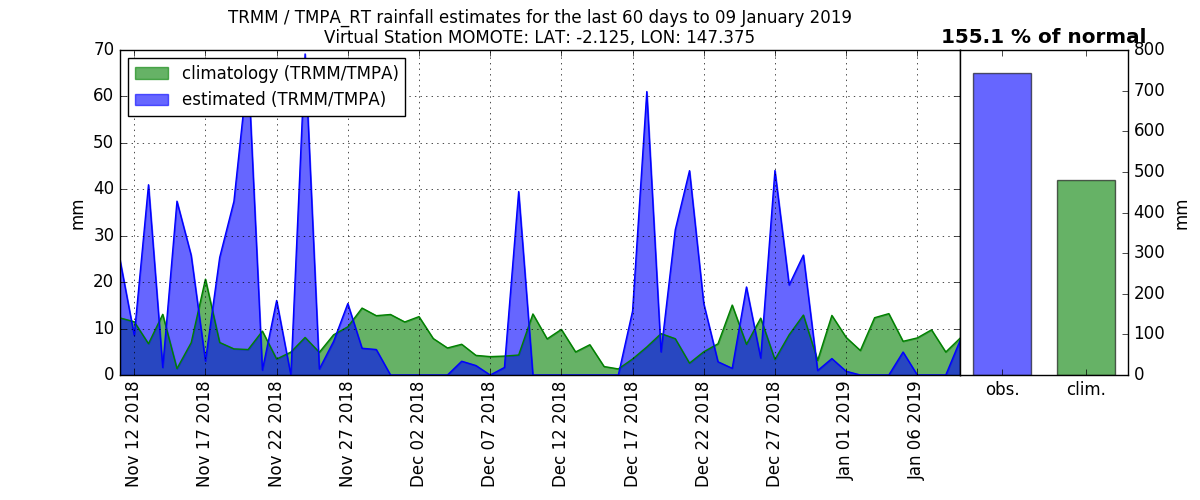 TRMM / TMPA_RT rainfall estimates for the last 60 days to 09 January 2019
Virtual Station MOMOTE: LAT: -2.125, LON: 147.375
155.1 % of normal
climatology (TRMM/TMPA)
estimated (TRMM/TMPA)
70
60
50
40
30
20
10
0
mm
Nov 12 2018
Nov 17 2018
Nov 22 2018
Nov 27 2018
Dec 02 2018
Dec 07 2018
Dec 12 2018
Dec 17 2018
Dec 22 2018
Dec 27 2018
Jan 01 2019
Jan 06 2019
obs.
clim.
800
700
600
500
400
300
200
100
0
mm